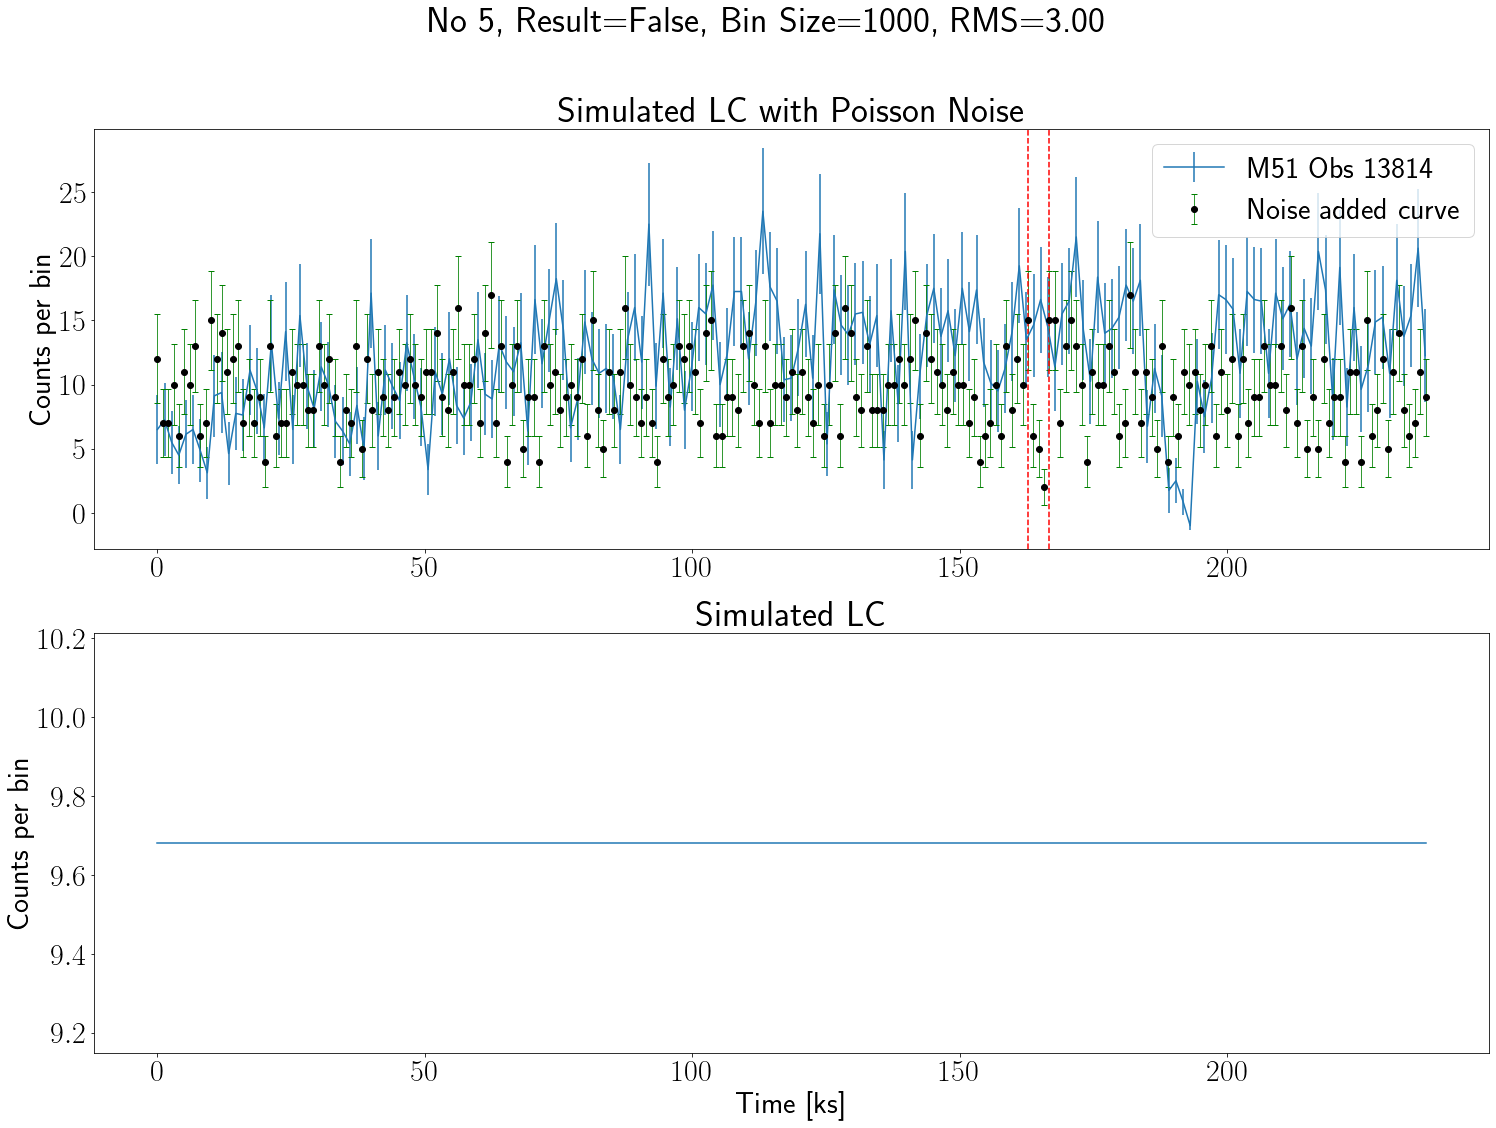 No 5, Result=False, Bin Size=1000, RMS=3.00
Simulated LC with Poisson Noise
Counts per bin
25
20
15
10
5
0
M51 Obs 13814
Noise added curve
0 50 100 150 200
Simulated LC
Counts per bin
10.2
10.0
9.8
9.6
9.4
9.2
0 50 100 150 200
Time [ks]